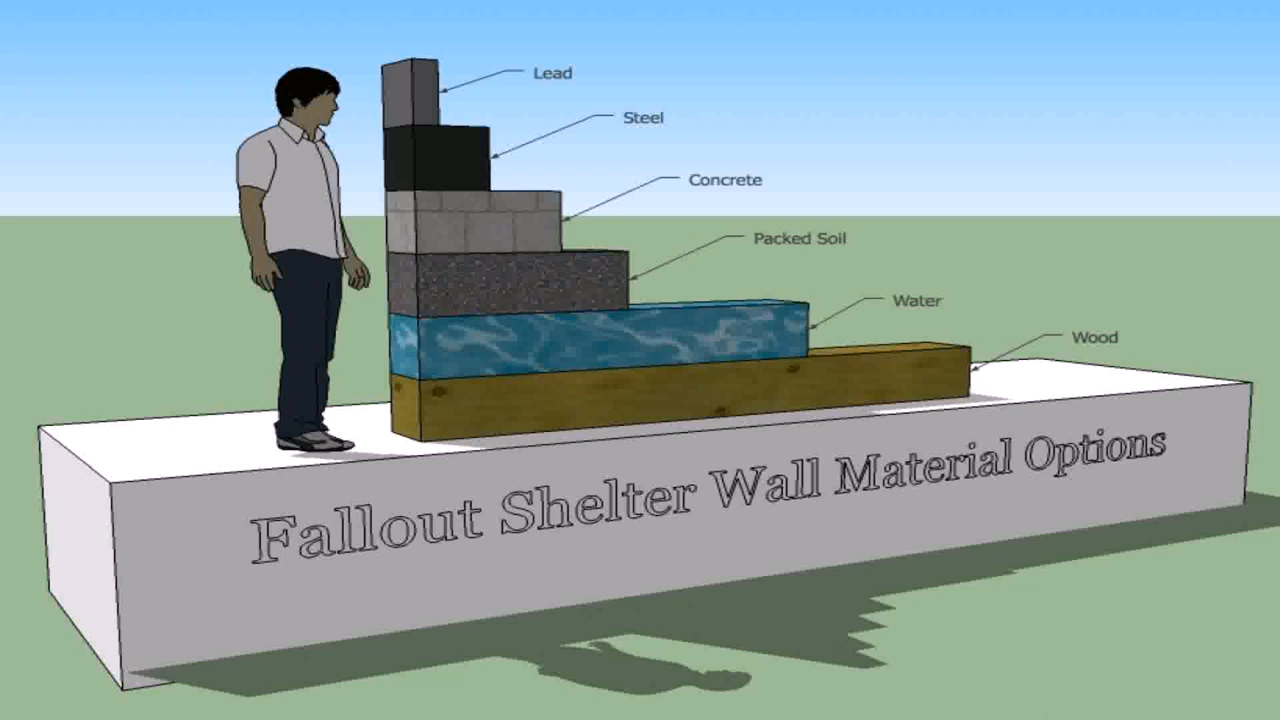 Lead
Steel
Concrete
Packed Soil
Water
Wood
Fallout Shelter Wall Material Options